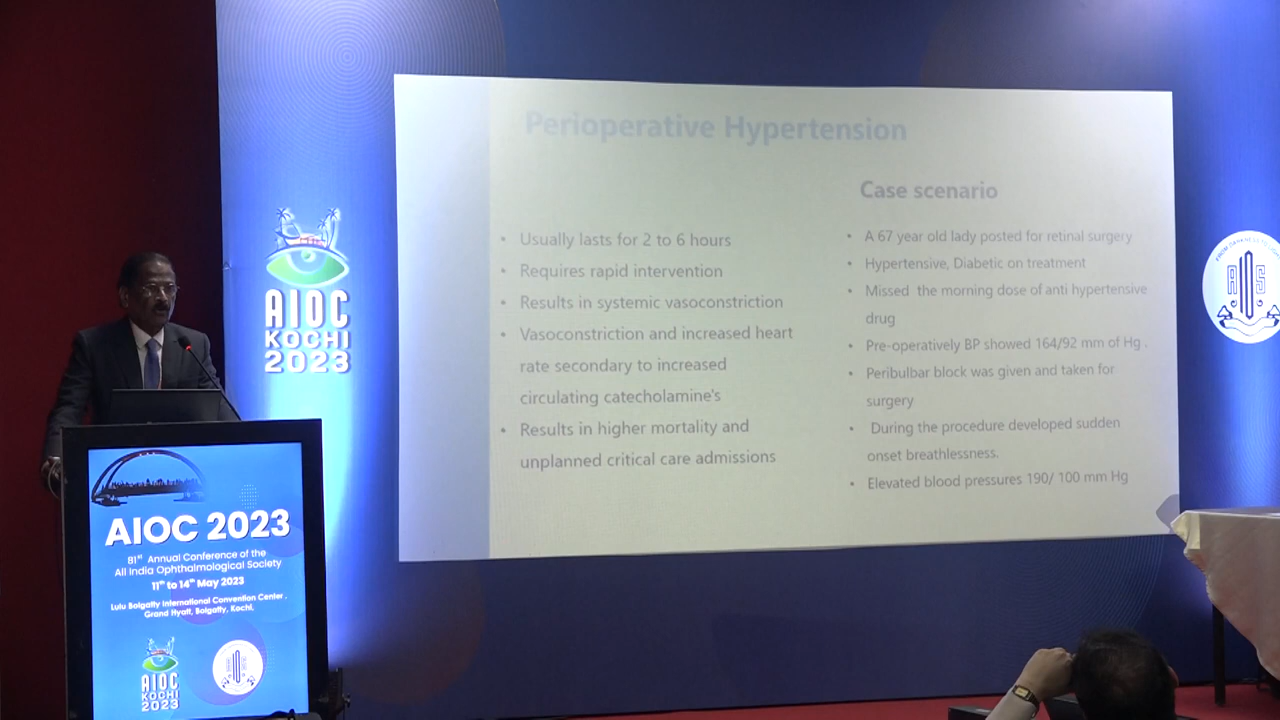 Perioperative Hypertension
• Usually lasts for 2 to 6 hours
• Requires rapid intervention
• Results in systemic vasoconstriction
• Vasoconstriction and increased heart
rate secondary to increased
circulating catecholamine's
• Results in higher mortality and
unplanned critical care admissions
Case scenario
• A 67 year old lady posted for retinal surgery
• Hypertensive, Diabetic on treatment
• Missed the morning dose of anti hypertensive
drug
• Pre-operatively BP showed 164/92 mm of Hg .
• Peribulbar block was given and taken for
surgery
• During the procedure developed sudden
onset breathlessness.
• Elevated blood pressures 190/ 100 mm Hg
AIOC
KOCHI
2023
AIOC 2023
81st Annual Conference of the
All India Ophthalmological Society
11th to 14th May 2023
Lulu Bolgatty International Convention Center ,
Grand Hyatt, Bolgatty, Kochi.
AIOC
KOCHI
2023